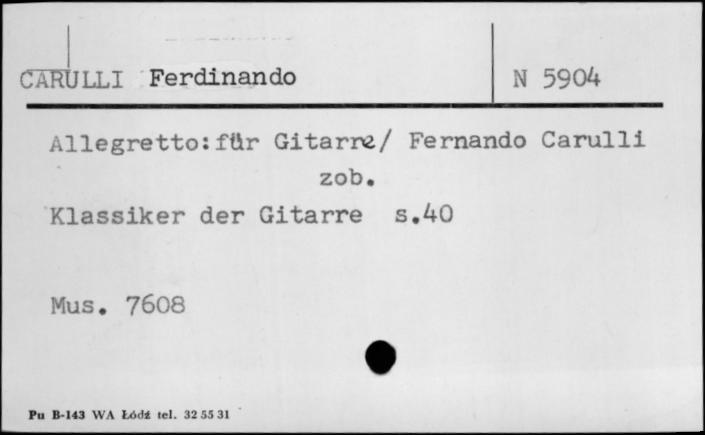 CARULLI Ferdinando N 5904
Allegretto:für Gitarre/ Fernando Carulli
zob.
Klassiker der Gitarre s.40
Mus. 7608
Pu B-143 WA Łódź tel. 32 55 31